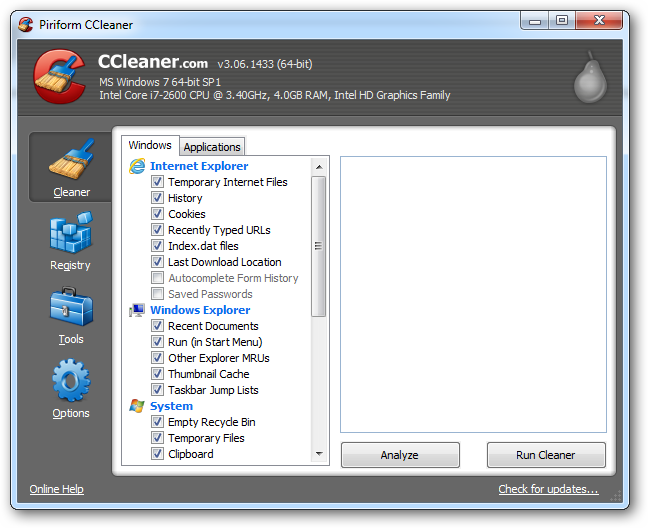 Piriform CCleaner
CCleaner.com v3.06.1433 (64-bit)
MS Windows 7 64-bit SP1
Intel Core i7-2600 CPU @ 3.40GHz, 4.0GB RAM, Intel HD Graphics Family
Cleaner
Registry
Tools
Options
Windows Applications
Internet Explorer
Temporary Internet Files
History
Cookies
Recently Typed URLs
Index.dat files
Last Download Location
Autocomplete Form History
Saved Passwords
Windows Explorer
Recent Documents
Run (in Start Menu)
Other Explorer MRUs
Thumbnail Cache
Taskbar Jump Lists
System
Empty Recycle Bin
Temporary Files
Clipboard
Analyze Run Cleaner
Online Help Check for updates...